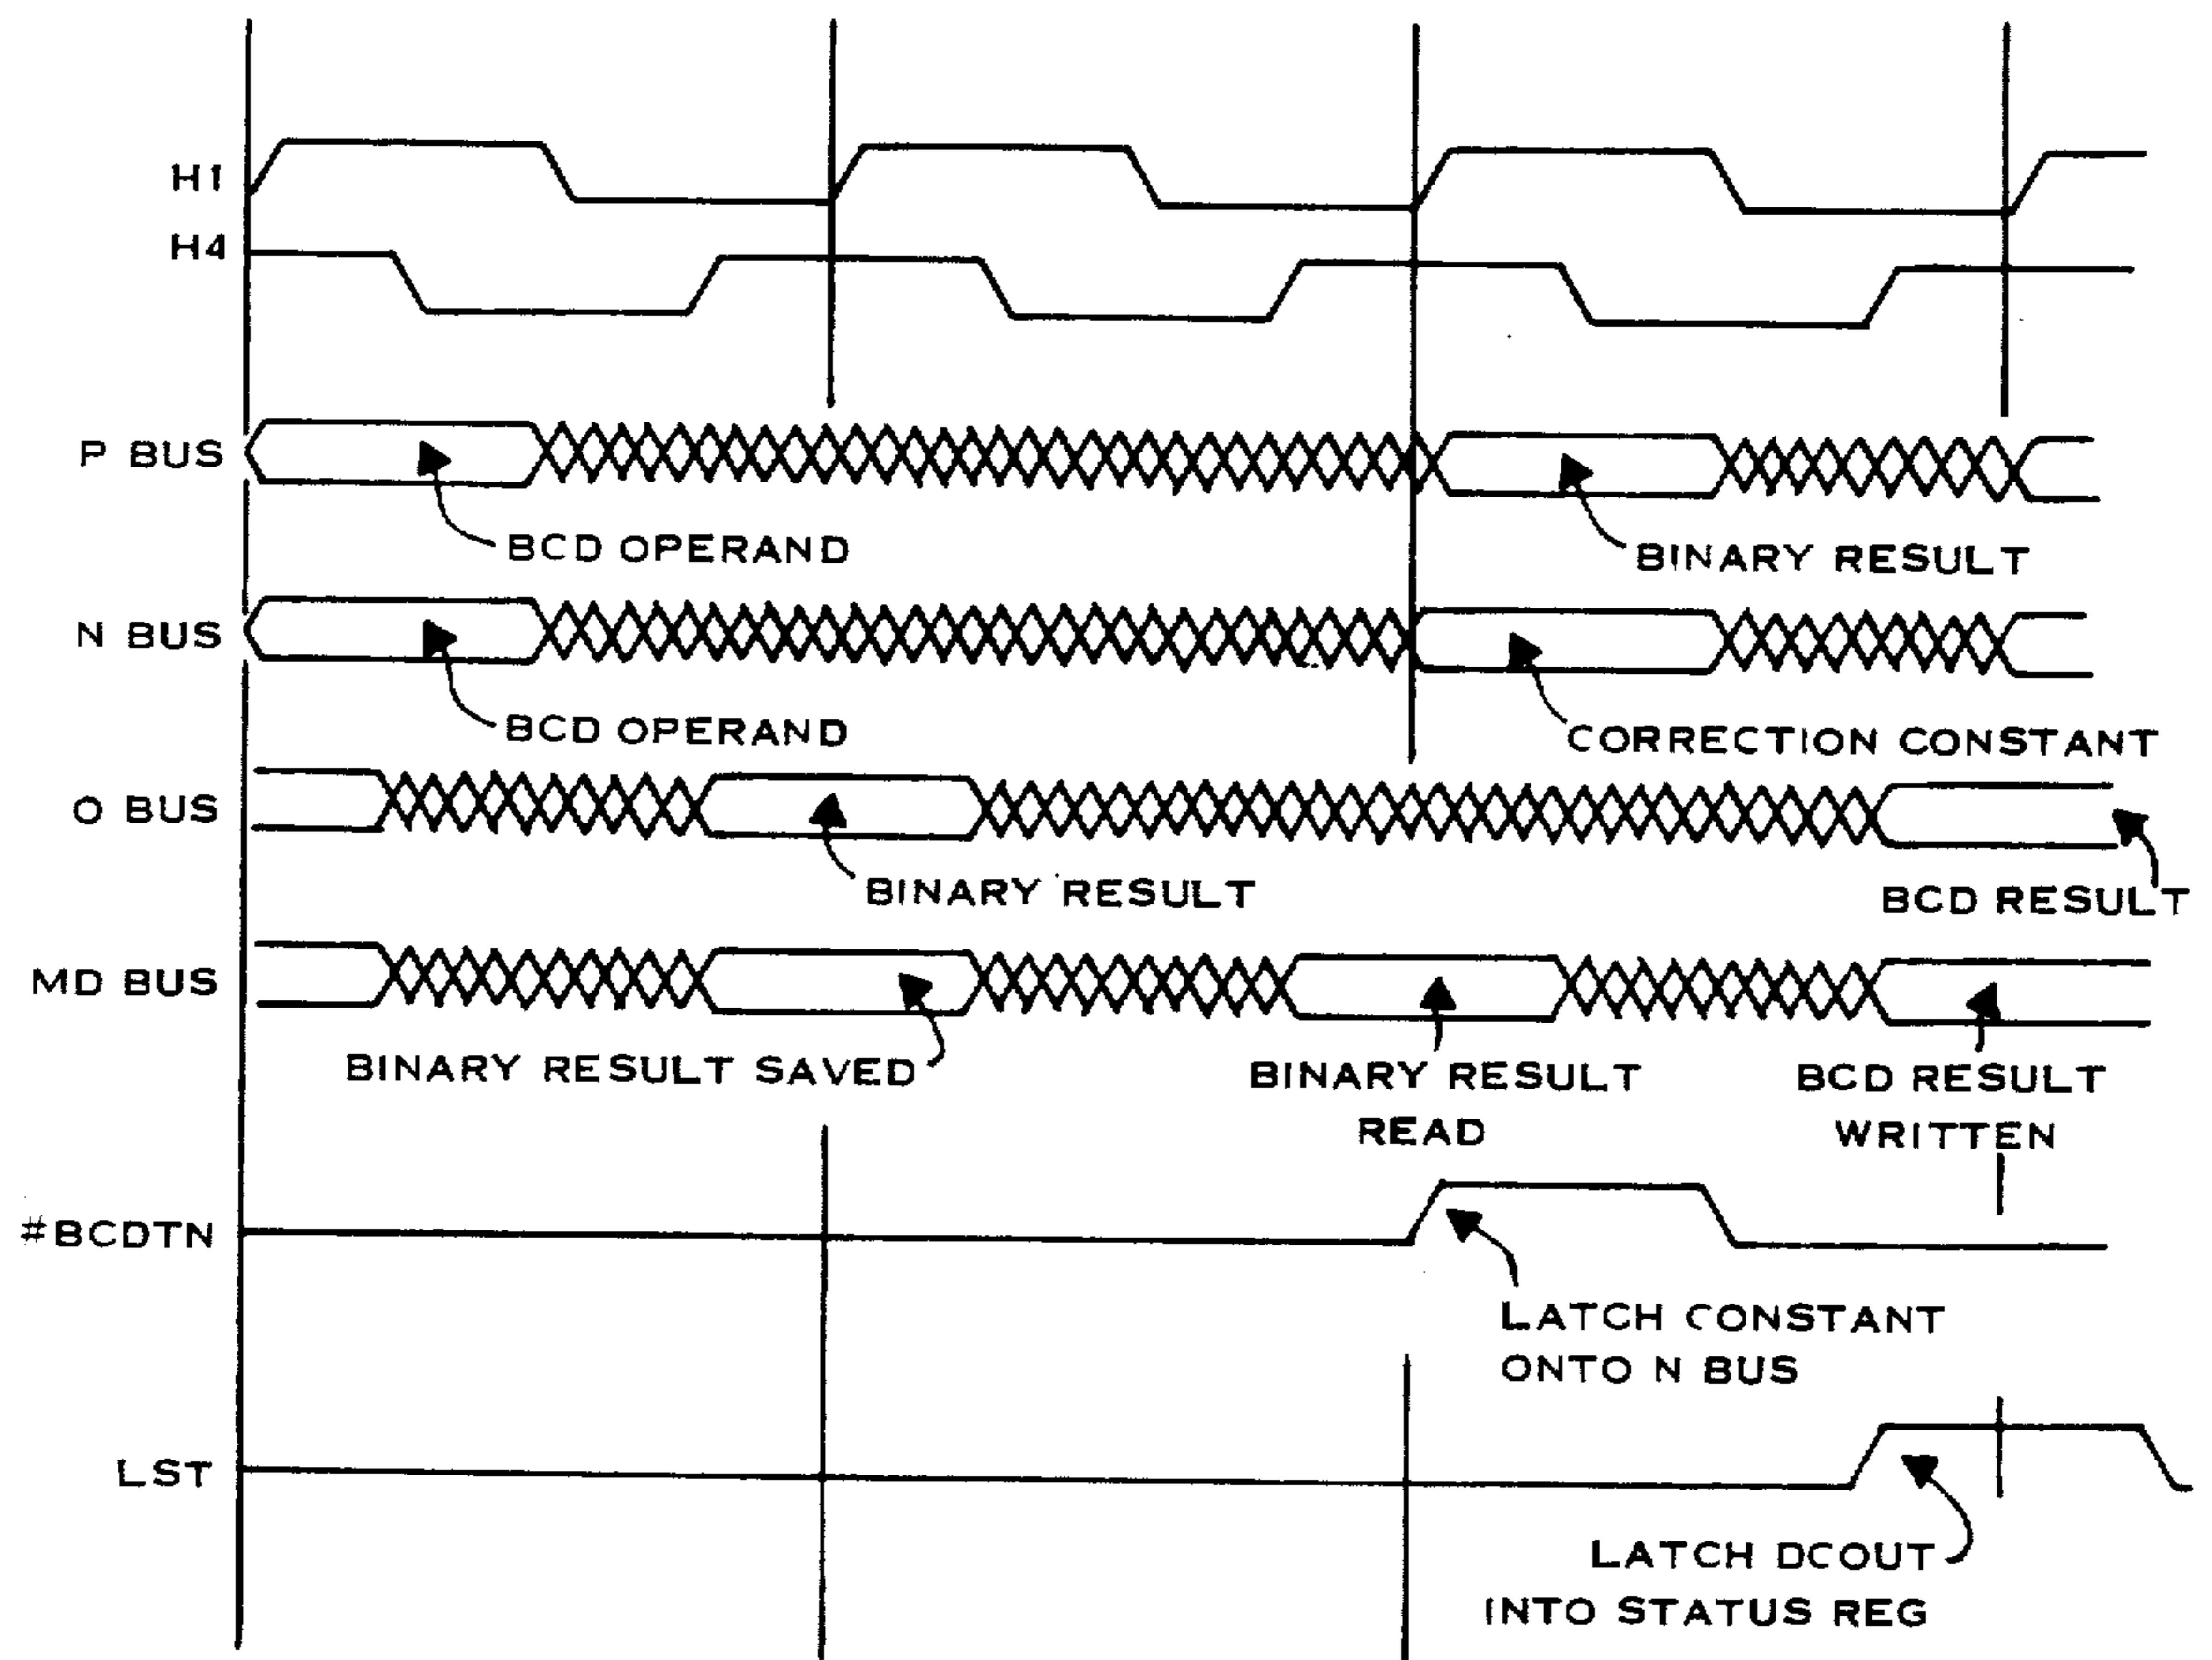 H1
H4
P BUS
BCD OPERAND
BINARY RESULT
N BUS
BCD OPERAND
CORRECTION CONSTANT
O BUS
BINARY RESULT
BCD RESULT
MD BUS
BINARY RESULT SAVED
BINARY RESULT
READ
BCD RESULT
WRITTEN
#BCDTN
LATCH CONSTANT
ONTO N BUS
LST
LATCH DCOUT
INTO STATUS REG